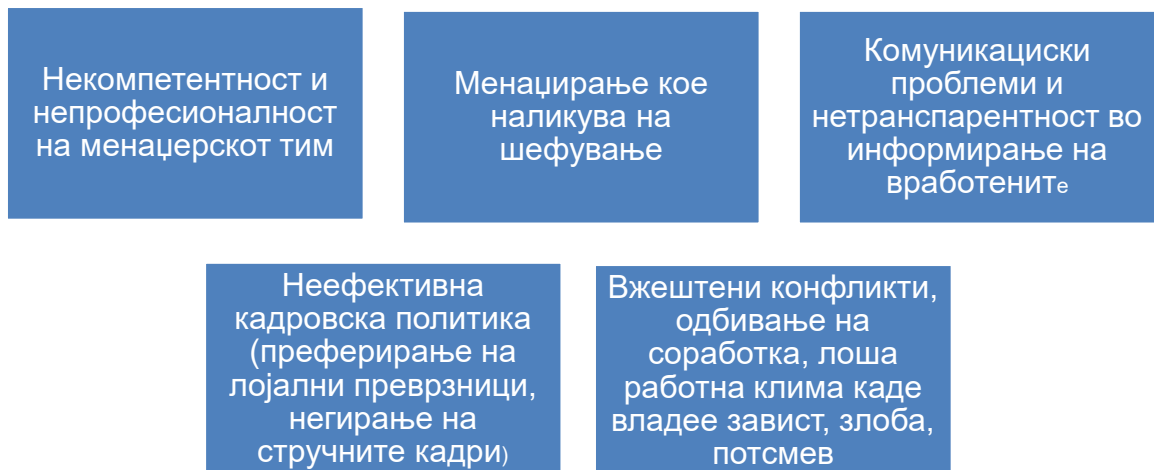 Некомпетентност и
непрофесионалност
на менаџерскот тим
Менаџирање кое
наликува на
шефување
Комуникациски
проблеми и
нетранспарентност во
информирање на
вработените
Неефективна
кадровска политика
(преферирање на
лојални преврзници,
негирање на
стручните кадри)
Вжештени конфликти,
одбивање на
соработка, лоша
работна клима каде
владее завист, злоба,
потсмев